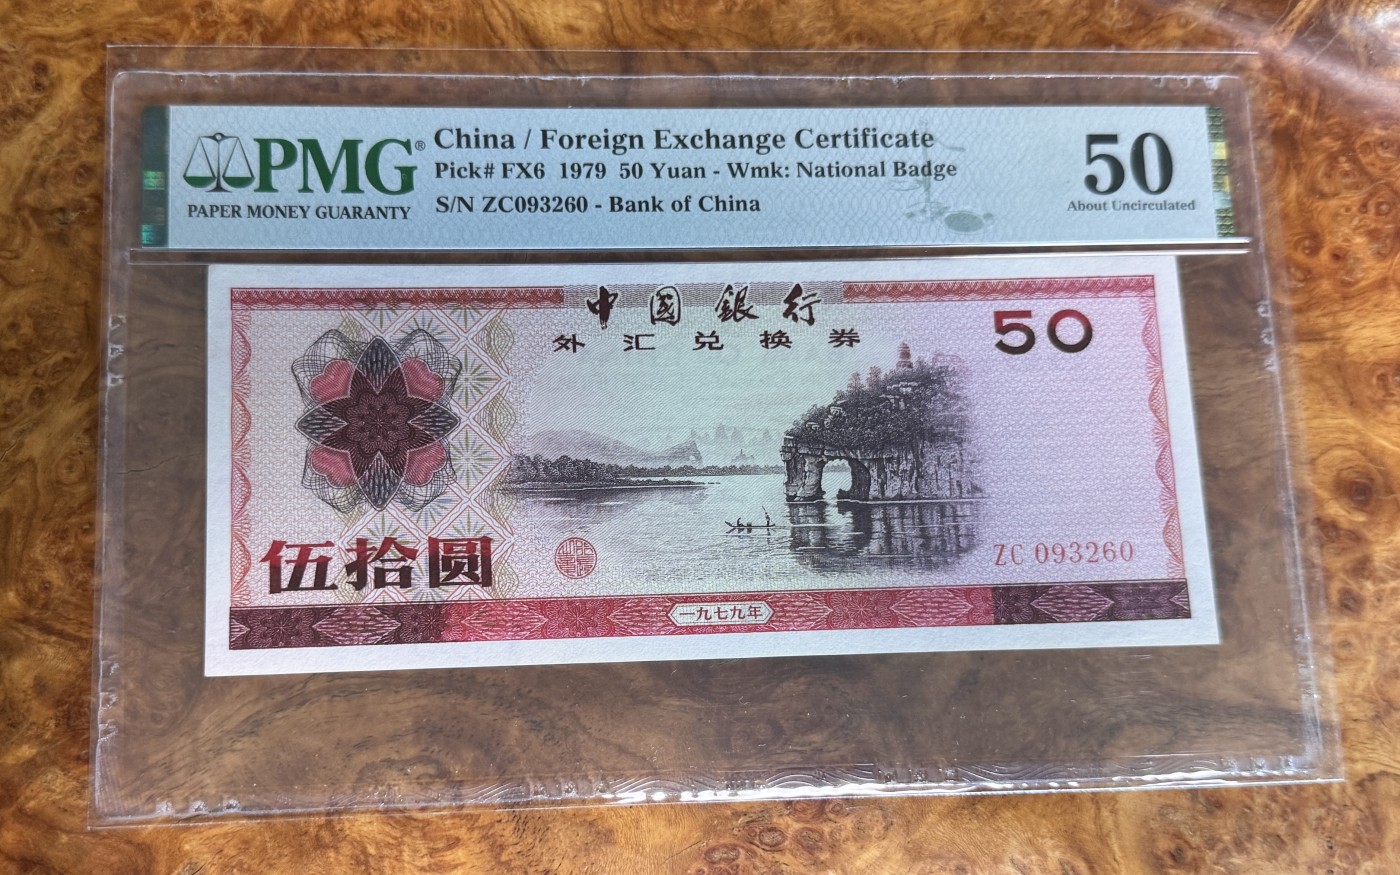 PMG®
PAPER MONEY GUARANTY
China / Foreign Exchange Certificate
Pick# FX6 1979 50 Yuan - Wmk: National Badge
S/N ZC093260 - Bank of China
50
About Uncirculated
中國銀行
外汇兑换券
50
伍拾圆
ZC 093260
一九七九年